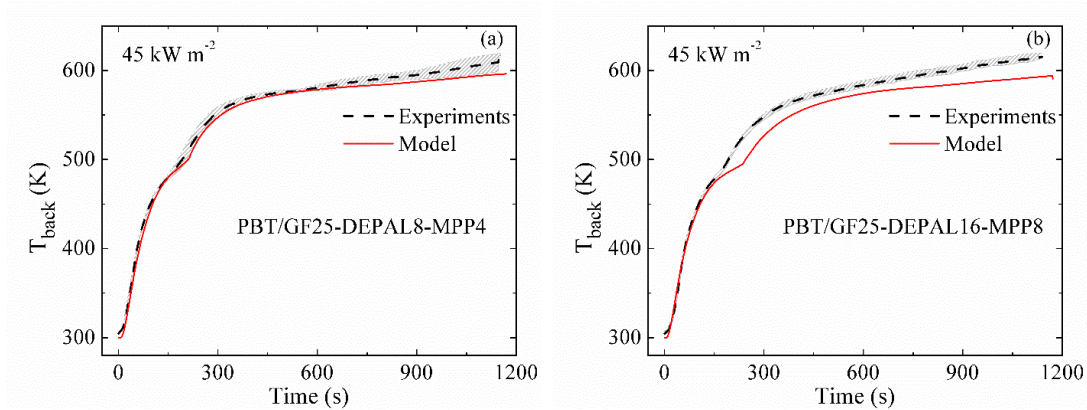 45 kW m-2
(a)
600
500
400
300
T_back (K)
Experiments
Model
PBT/GF25-DEPAL8-MPP4
0 300 600 900 1200
Time (s)
45 kW m-2
(b)
600
500
400
300
T_back (K)
Experiments
Model
PBT/GF25-DEPAL16-MPP8
0 300 600 900 1200
Time (s)